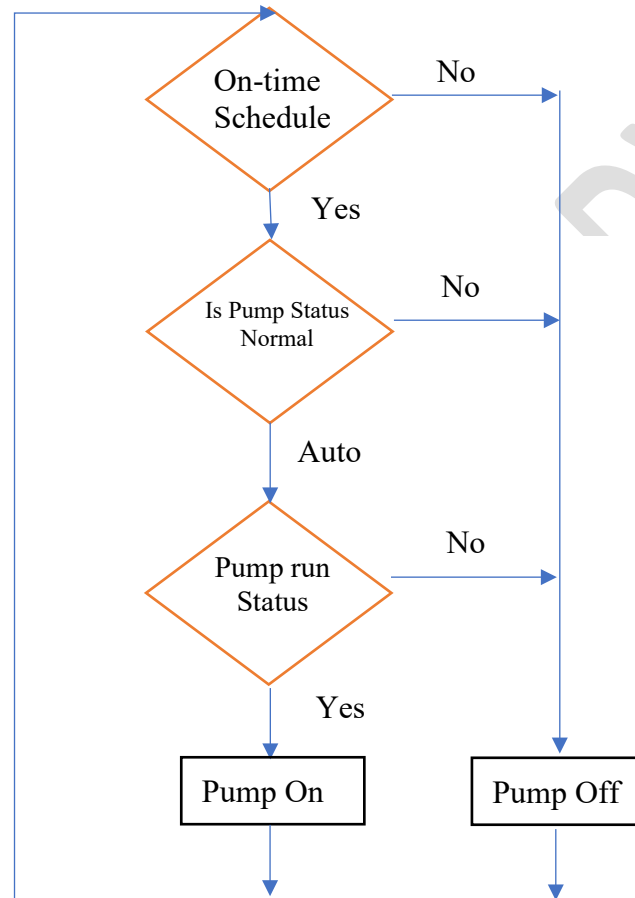 On-time
Schedule
No
Yes
Is Pump Status
Normal
No
Auto
Pump run
Status
No
Yes
Pump On
Pump Off